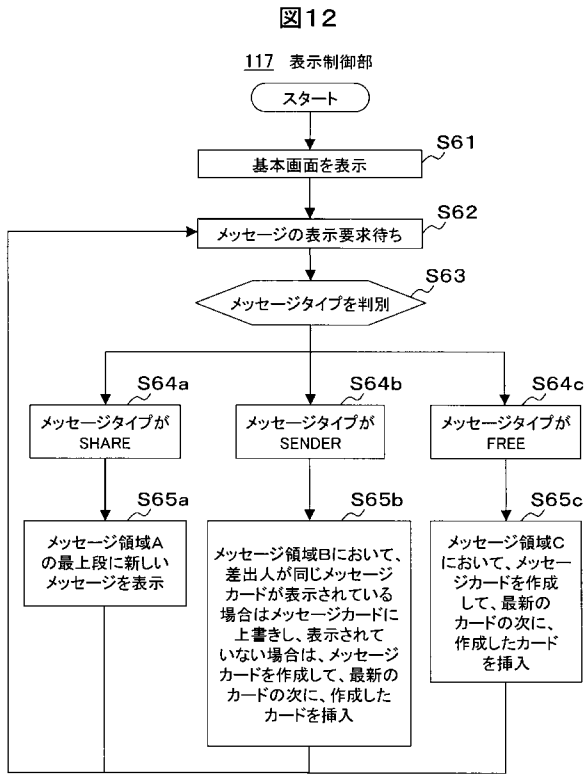 図12
117 表示制御部
スタート
S61
基本画面を表示
S62
メッセージの表示要求待ち
S63
メッセージタイプを判別
S64a
メッセージタイプが
SHARE
S64b
メッセージタイプが
SENDER
S64c
メッセージタイプが
FREE
S65a
メッセージ領域A
の最上段に新しい
メッセージを表示
S65b
メッセージ領域Bにおいて、
差出人が同じメッセージ
カードが表示されている
場合はメッセージカードに
上書きし、表示されて
いない場合は、メッセージ
カードを作成して、最新の
カードの次に、作成した
カードを挿入
S65c
メッセージ領域C
において、メッセー
ジカードを作成し
て、最新の
カードの次に、
作成したカード
を挿入